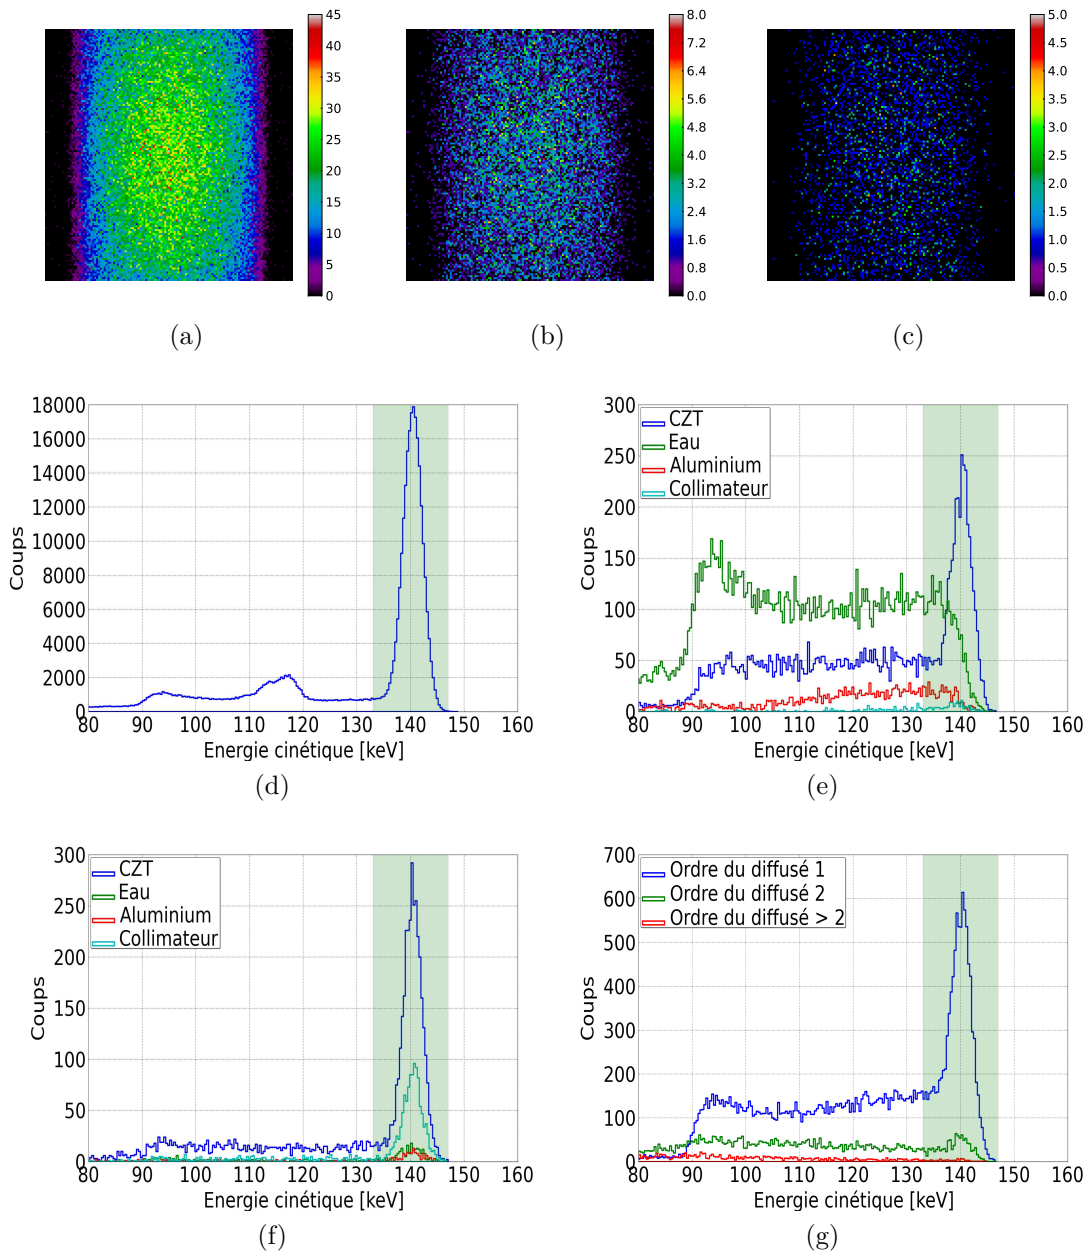 45
40
35
30
25
20
15
10
5
0
8.0
7.2
6.4
5.6
4.8
4.0
3.2
2.4
1.6
0.8
0.0
5.0
4.5
4.0
3.5
3.0
2.5
2.0
1.5
1.0
0.5
0.0
(a)
(b)
(c)
18000
16000
14000
12000
10000
8000
6000
4000
2000
0
Coups
80 90 100 110 120 130 140 150 160
Energie cinétique [keV]
(d)
300
250
200
150
100
50
0
Coups
CZT
Eau
Aluminium
Collimateur
80 90 100 110 120 130 140 150 160
Energie cinétique [keV]
(e)
300
250
200
150
100
50
0
Coups
CZT
Eau
Aluminium
Collimateur
80 90 100 110 120 130 140 150 160
Energie cinétique [keV]
(f)
700
600
500
400
300
200
100
0
Coups
Ordre du diffusé 1
Ordre du diffusé 2
Ordre du diffusé > 2
80 90 100 110 120 130 140 150 160
Energie cinétique [keV]
(g)